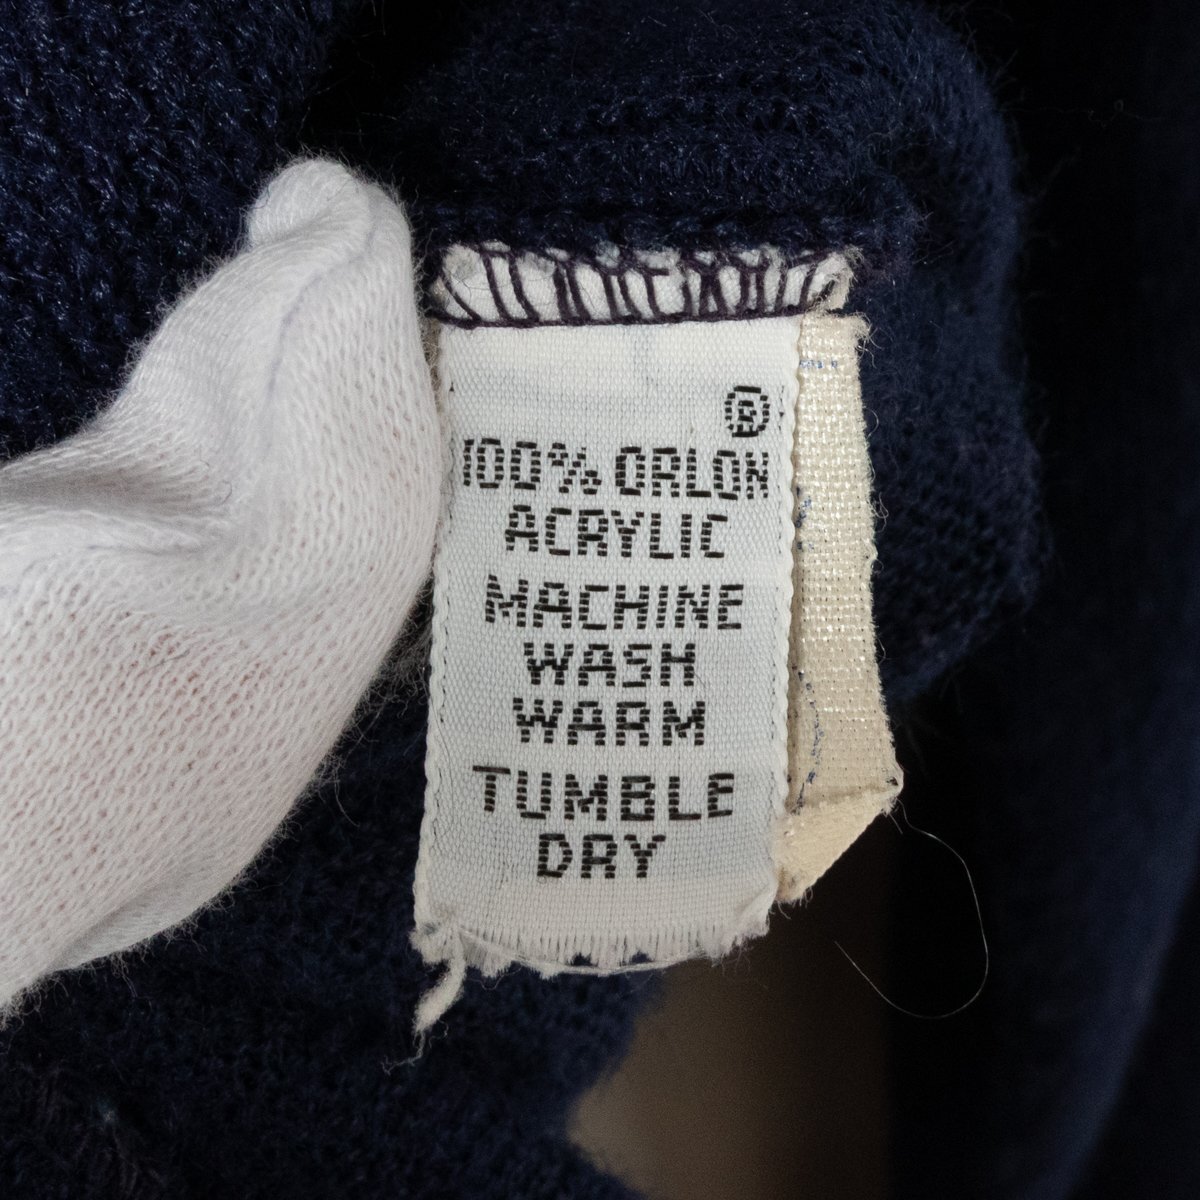 ®
100% ORLON
ACRYLIC
MACHINE
WASH
WARM
TUMBLE
DRY